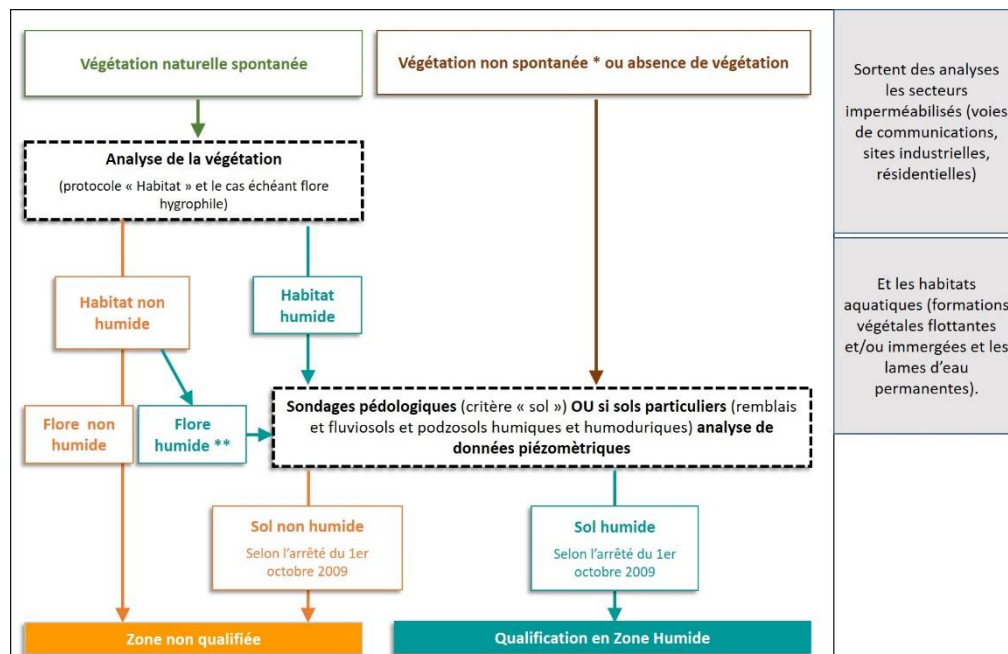 Végétation naturelle spontanée
Végétation non spontanée * ou absence de végétation
Analyse de la végétation
(protocole « Habitat » et le cas échéant flore
hygrophile)
Habitat non
humide
Habitat
humide
Flore non
humide
Flore
humide **
Sondages pédologiques (critère « sol ») OU si sols particuliers (remblais
et fluviosols et podzosols humiques et humoduriques) analyse de
données piézomètriques
Sol non humide
Selon l'arrêté du 1er
octobre 2009
Sol humide
Selon l'arrêté du 1er
octobre 2009
Zone non qualifiée
Qualification en Zone Humide
Sortent des analyses
les secteurs
imperméabilisés (voies
de communications,
sites industrielles,
résidentielles)
Et les habitats
aquatiques (formations
végétales flottantes
et/ou immergées et les
lames d'eau
permanentes).